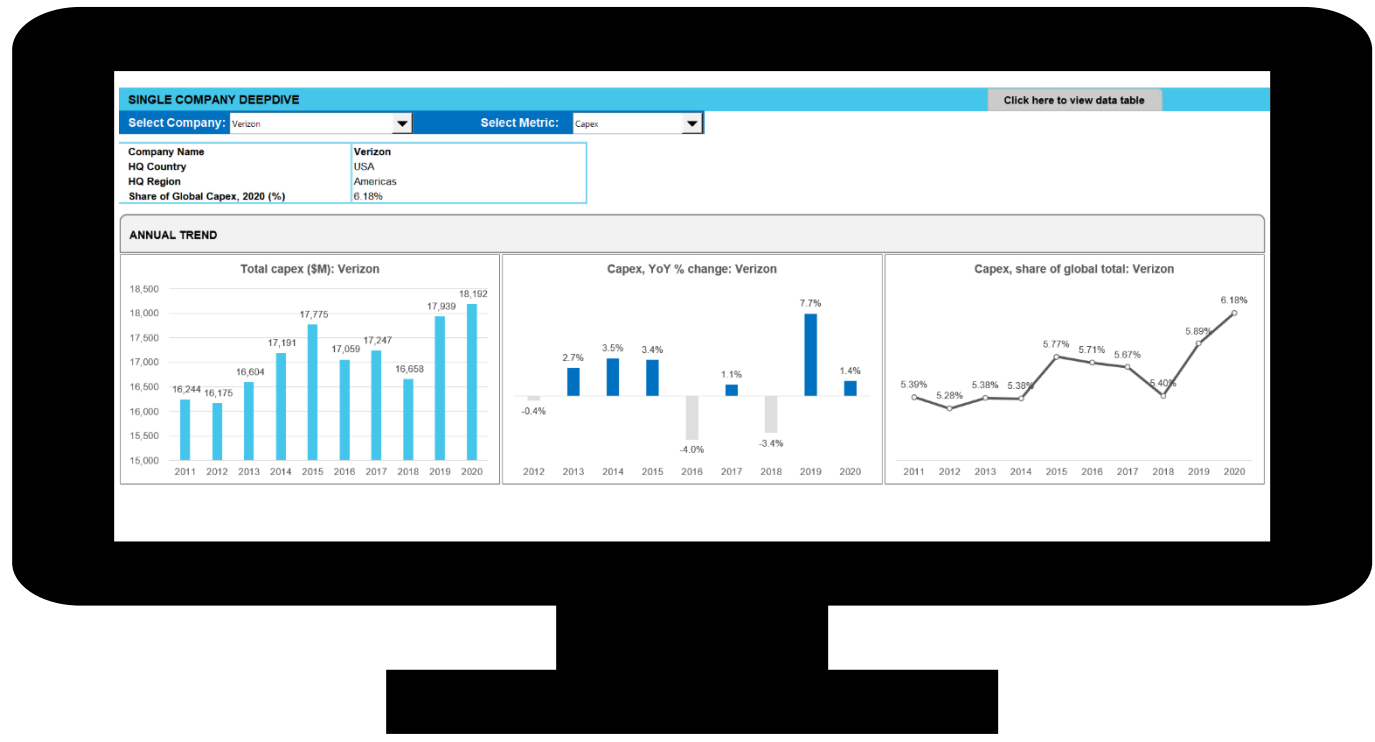 SINGLE COMPANY DEEPDIVE
Click here to view data table
Select Company: Verizon
Select Metric: Capex
Company Name Verizon
HQ Country USA
HQ Region Americas
Share of Global Capex, 2020 (%) 6.18%
ANNUAL TREND
Total capex ($M): Verizon
18,500
18,000
17,500
17,000
16,500
16,000
15,500
15,000
16,244 16,175 16,604 17,191 17,775 17,059 17,247 16,658 17,939 18,192
2011 2012 2013 2014 2015 2016 2017 2018 2019 2020
Capex, YoY % change: Verizon
-0.4% 2.7% 3.5% 3.4% -4.0% 1.1% -3.4% 7.7% 1.4%
2012 2013 2014 2015 2016 2017 2018 2019 2020
Capex, share of global total: Verizon
5.39% 5.28% 5.38% 5.38% 5.77% 5.71% 5.67% 5.40% 5.89% 6.18%
2011 2012 2013 2014 2015 2016 2017 2018 2019 2020